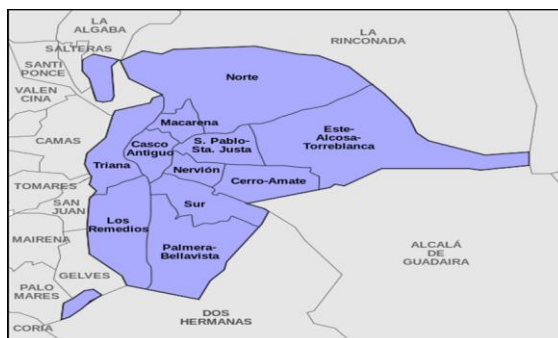 LA
ALGABA
SALTERAS
SANTI
PONCE
VALEN
CINA
LA
RINCONADA
Norte
Macarena
CAMAS
Casco
Antiguo
S. Pablo-
Sta. Justa
Este-
Alcosa-
Torreblanca
Triana
Nervión
Cerro-Amate
TOMARES
SAN
JUAN
Sur
Los
Remedios
MAIRENA
Palmera-
Bellavista
ALCALÁ
DE
GUADAIRA
GELVES
PALO
MARES
DOS
HERMANAS
CORIA